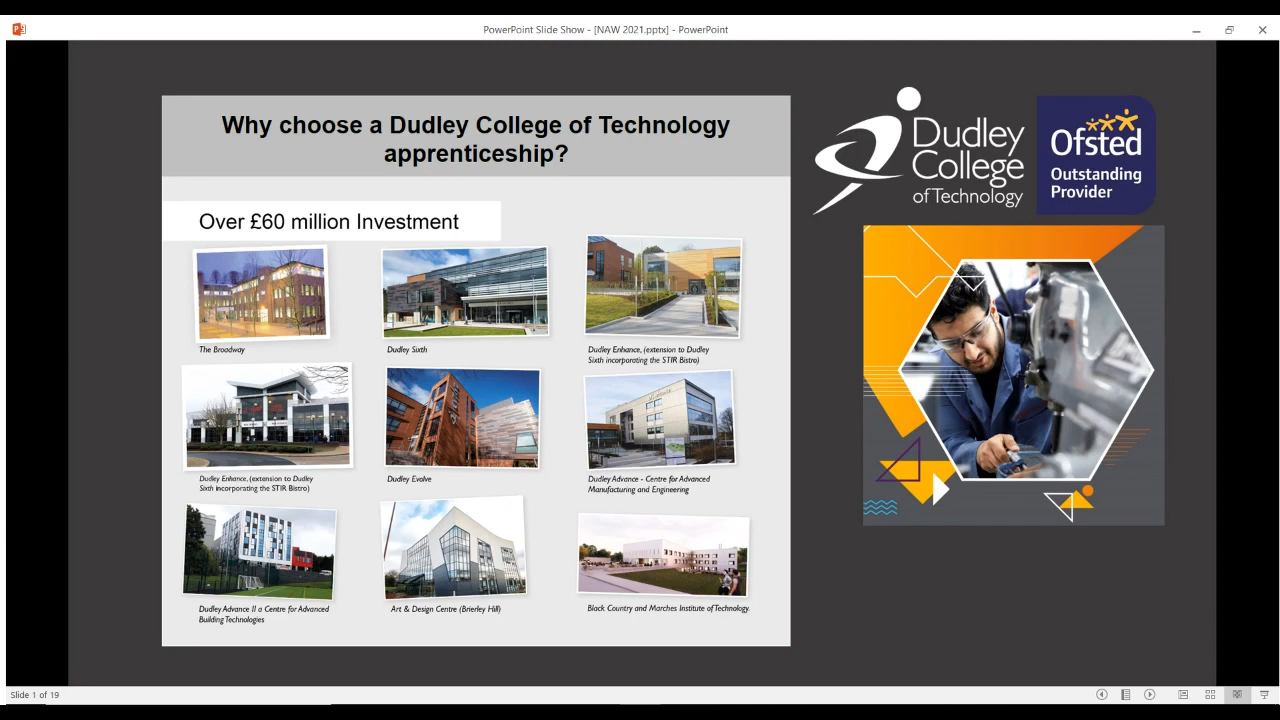 PowerPoint Slide Show - [NAW 2021.pptx] - PowerPoint
Why choose a Dudley College of Technology
apprenticeship?
Over £60 million Investment
The Broadway
Dudley Sixth
Dudley Enhance, (extension to Dudley
Sixth incorporating the STIR Bistro)
Dudley Enhance, (extension to Dudley
Sixth incorporating the STIR Bistro)
Dudley Evolve
Dudley Advance - Centre for Advanced
Manufacturing and Engineering
Dudley Advance II a Centre for Advanced
Building Technologies
Art & Design Centre (Brierley Hill)
Black Country and Marches Institute of Technology.
Dudley
College
of Technology
Ofsted
Outstanding
Provider
Slide 1 of 19